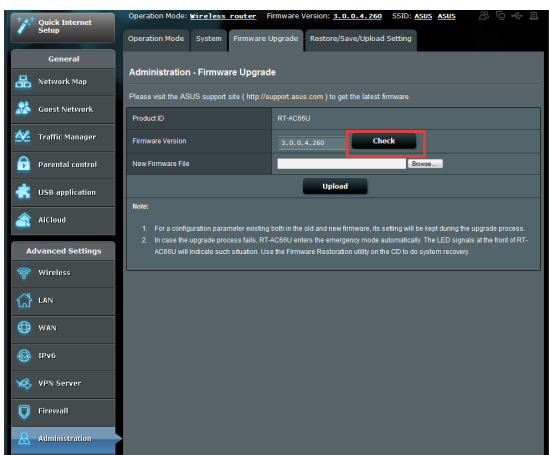 Quick Internet
Setup
Operation Mode: Wireless router Firmware Version: 3.0.0.4.260 SSID: ASUS ASUS
Operation Mode System Firmware Upgrade Restore/Save/Upload Setting
General
Network Map
Guest Network
Traffic Manager
Parental control
USB application
AiCloud
Advanced Settings
Wireless
LAN
WAN
IPv6
VPN Server
Firewall
Administration
Administration - Firmware Upgrade
Please visit the ASUS support site ( http://support.asus.com ) to get the latest firmware.
Product ID RT-AC66U
Firmware Version 3.0.0.4.260 Check
New Firmware File Browse...
Upload
Note:
1. For a configuration parameter existing both in the old and new firmware, its setting will be kept during the upgrade process.
2. In case the upgrade process fails, RT-AC66U enters the emergency mode automatically. The LED signals at the front of RT-
AC66U will indicate such situation. Use the Firmware Restoration utility on the CD to do system recovery.